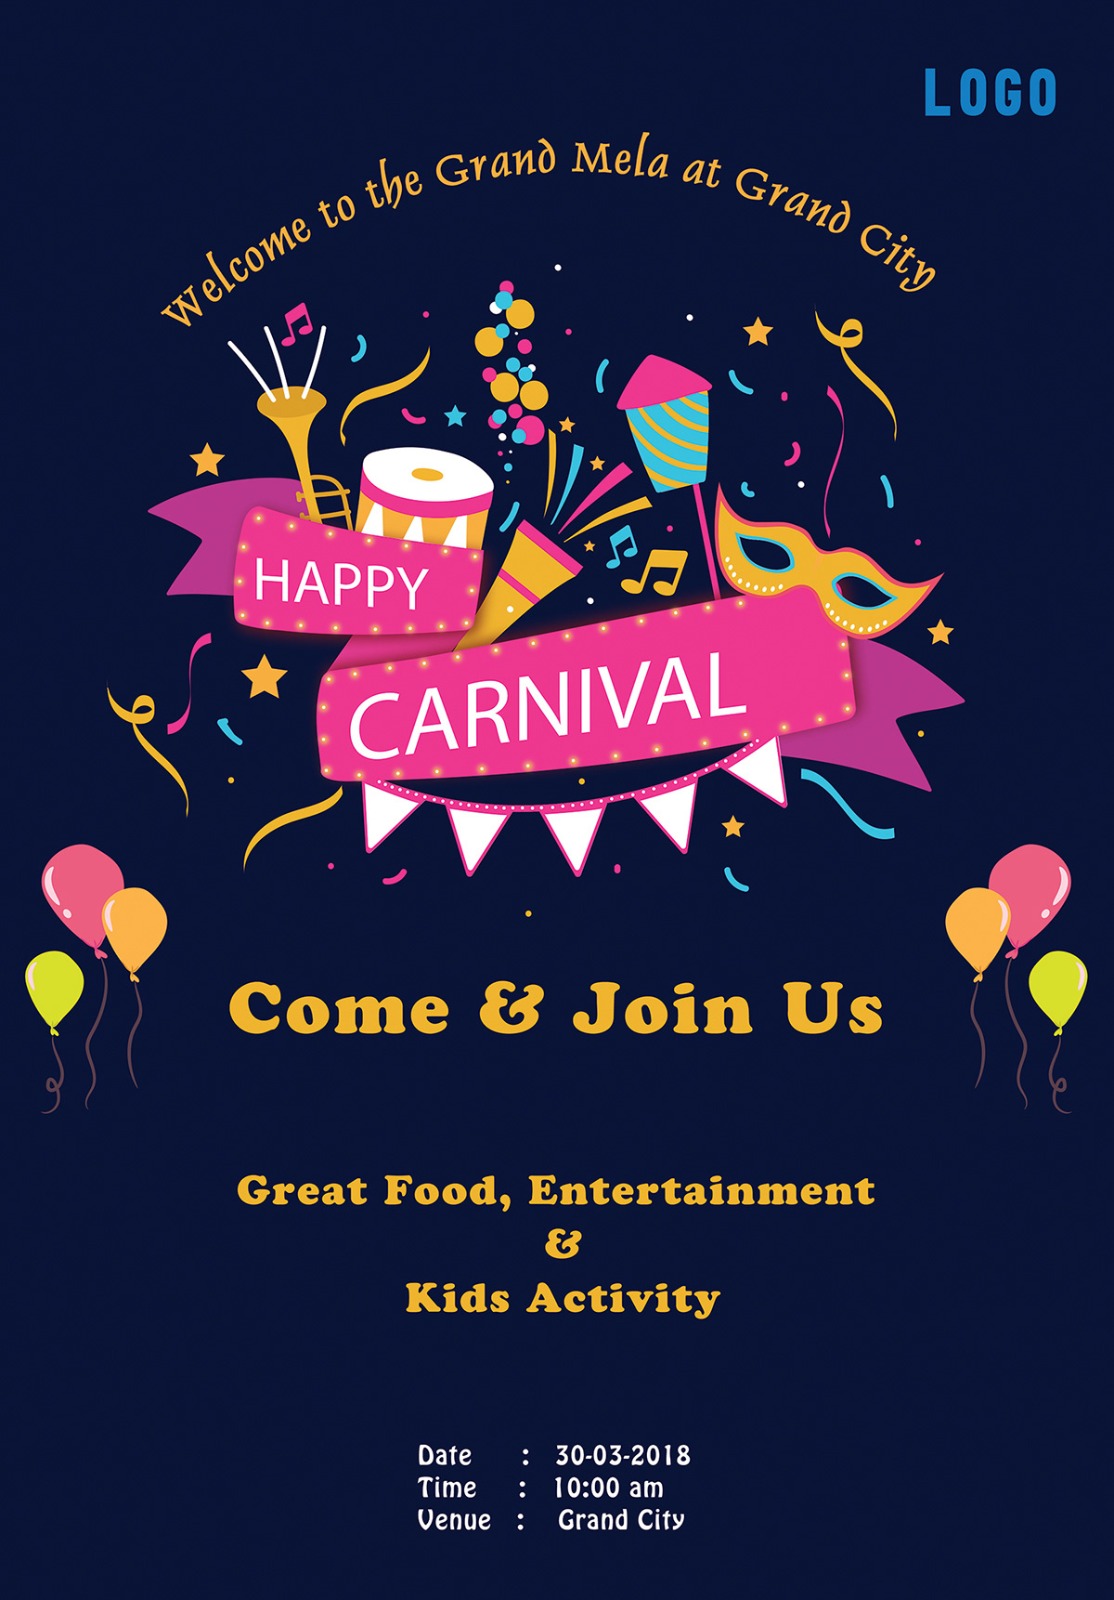 LOGO
Welcome to the Grand Mela at Grand City
HAPPY
CARNIVAL
Come & Join Us
Great Food, Entertainment
&
Kids Activity
Date : 30-03-2018
Time : 10:00 am
Venue : Grand City